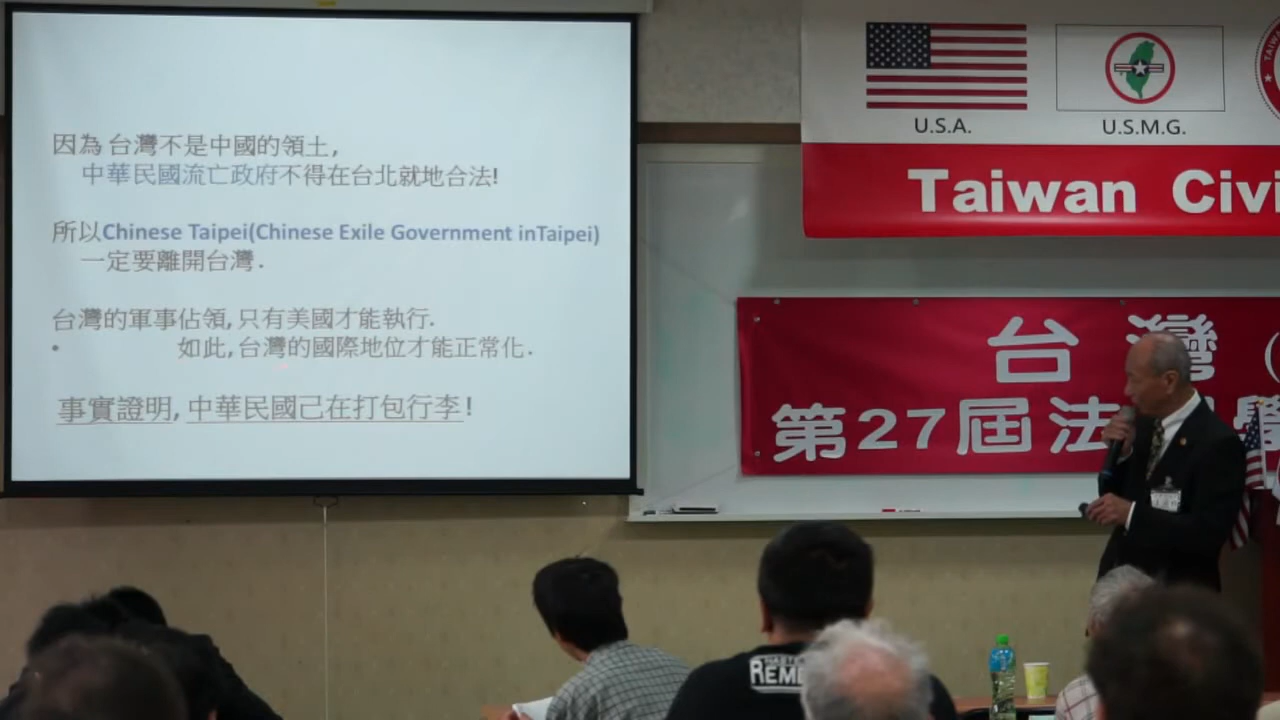 因為 台灣不是中國的領土,
中華民國流亡政府不得在台北就地合法!
所以Chinese Taipei(Chinese Exile Government inTaipei)
一定要離開台灣.
台灣的軍事佔領,只有美國才能執行.
• 如此,台灣的國際地位才能正常化.
事實證明,中華民國己在打包行李!
U.S.A.
U.S.M.G.
TAIWA
Taiwan Civi
台灣(
第27屆法
學
REME